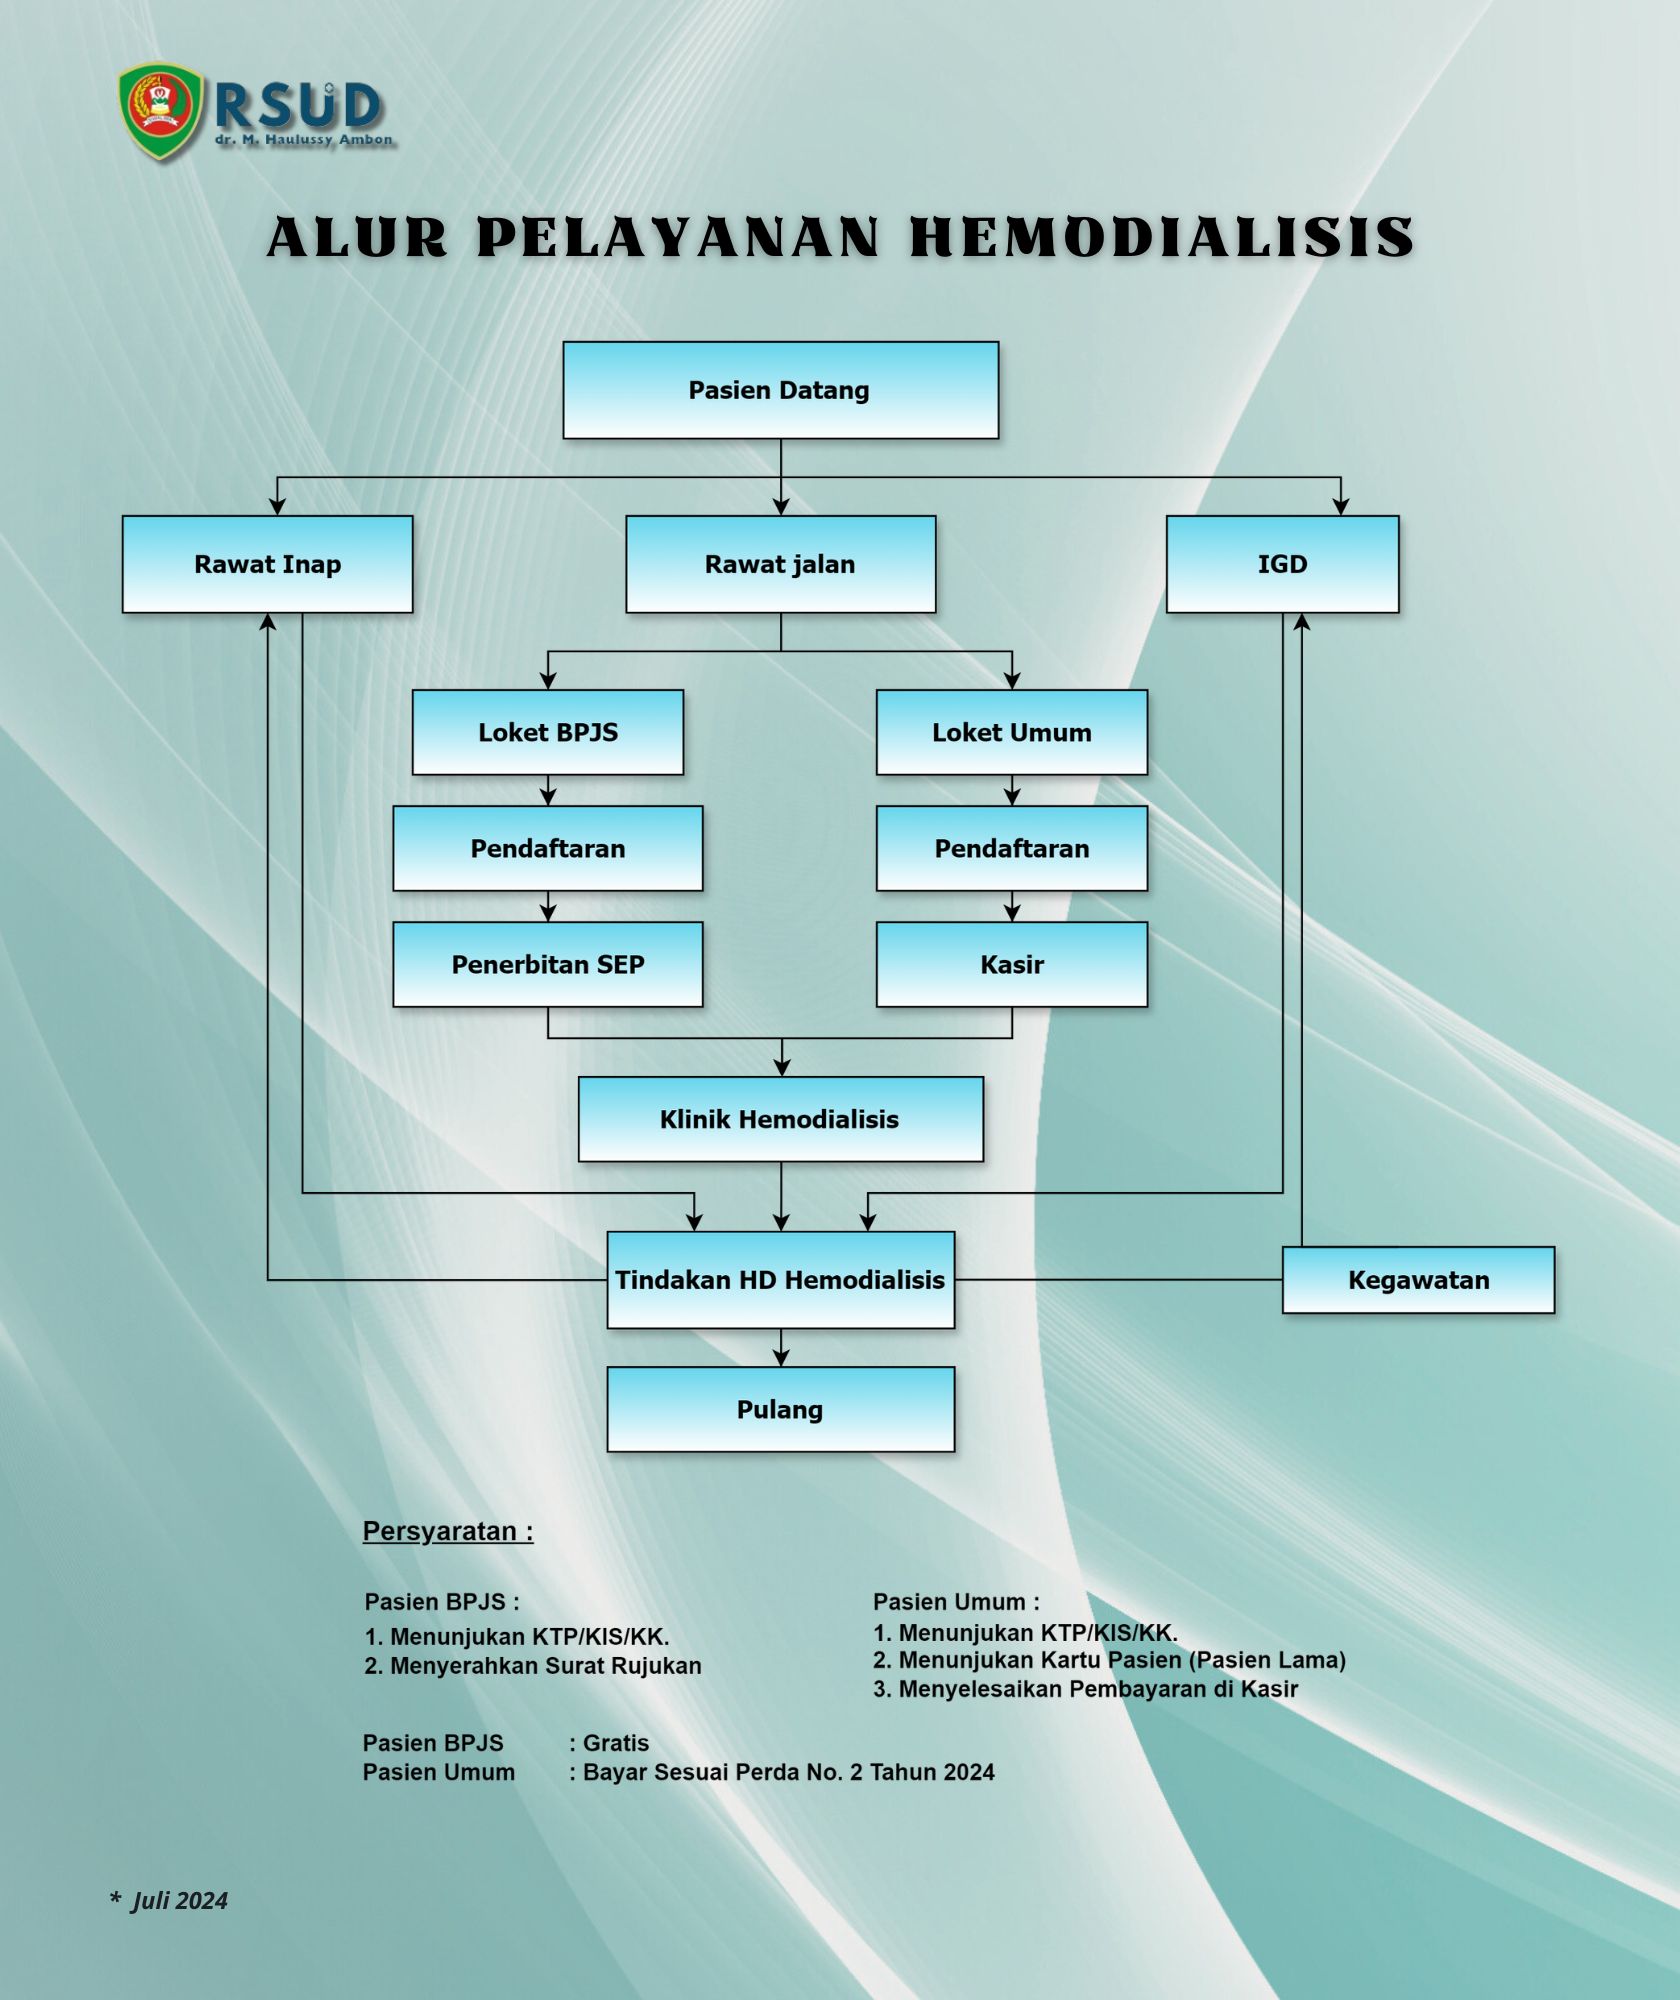 RSUD
dr. M. Haulussy Ambon
ALUR PELAYANAN HEMODIALISIS
Pasien Datang
Rawat Inap
Rawat jalan
IGD
Loket BPJS
Loket Umum
Pendaftaran
Pendaftaran
Penerbitan SEP
Kasir
Klinik Hemodialisis
Tindakan HD Hemodialisis
Kegawatan
Pulang
Persyaratan :
Pasien BPJS :
1. Menunjukan KTP/KIS/KK.
2. Menyerahkan Surat Rujukan
Pasien Umum :
1. Menunjukan KTP/KIS/KK.
2. Menunjukan Kartu Pasien (Pasien Lama)
3. Menyelesaikan Pembayaran di Kasir
Pasien BPJS : Gratis
Pasien Umum : Bayar Sesuai Perda No. 2 Tahun 2024
* Juli 2024